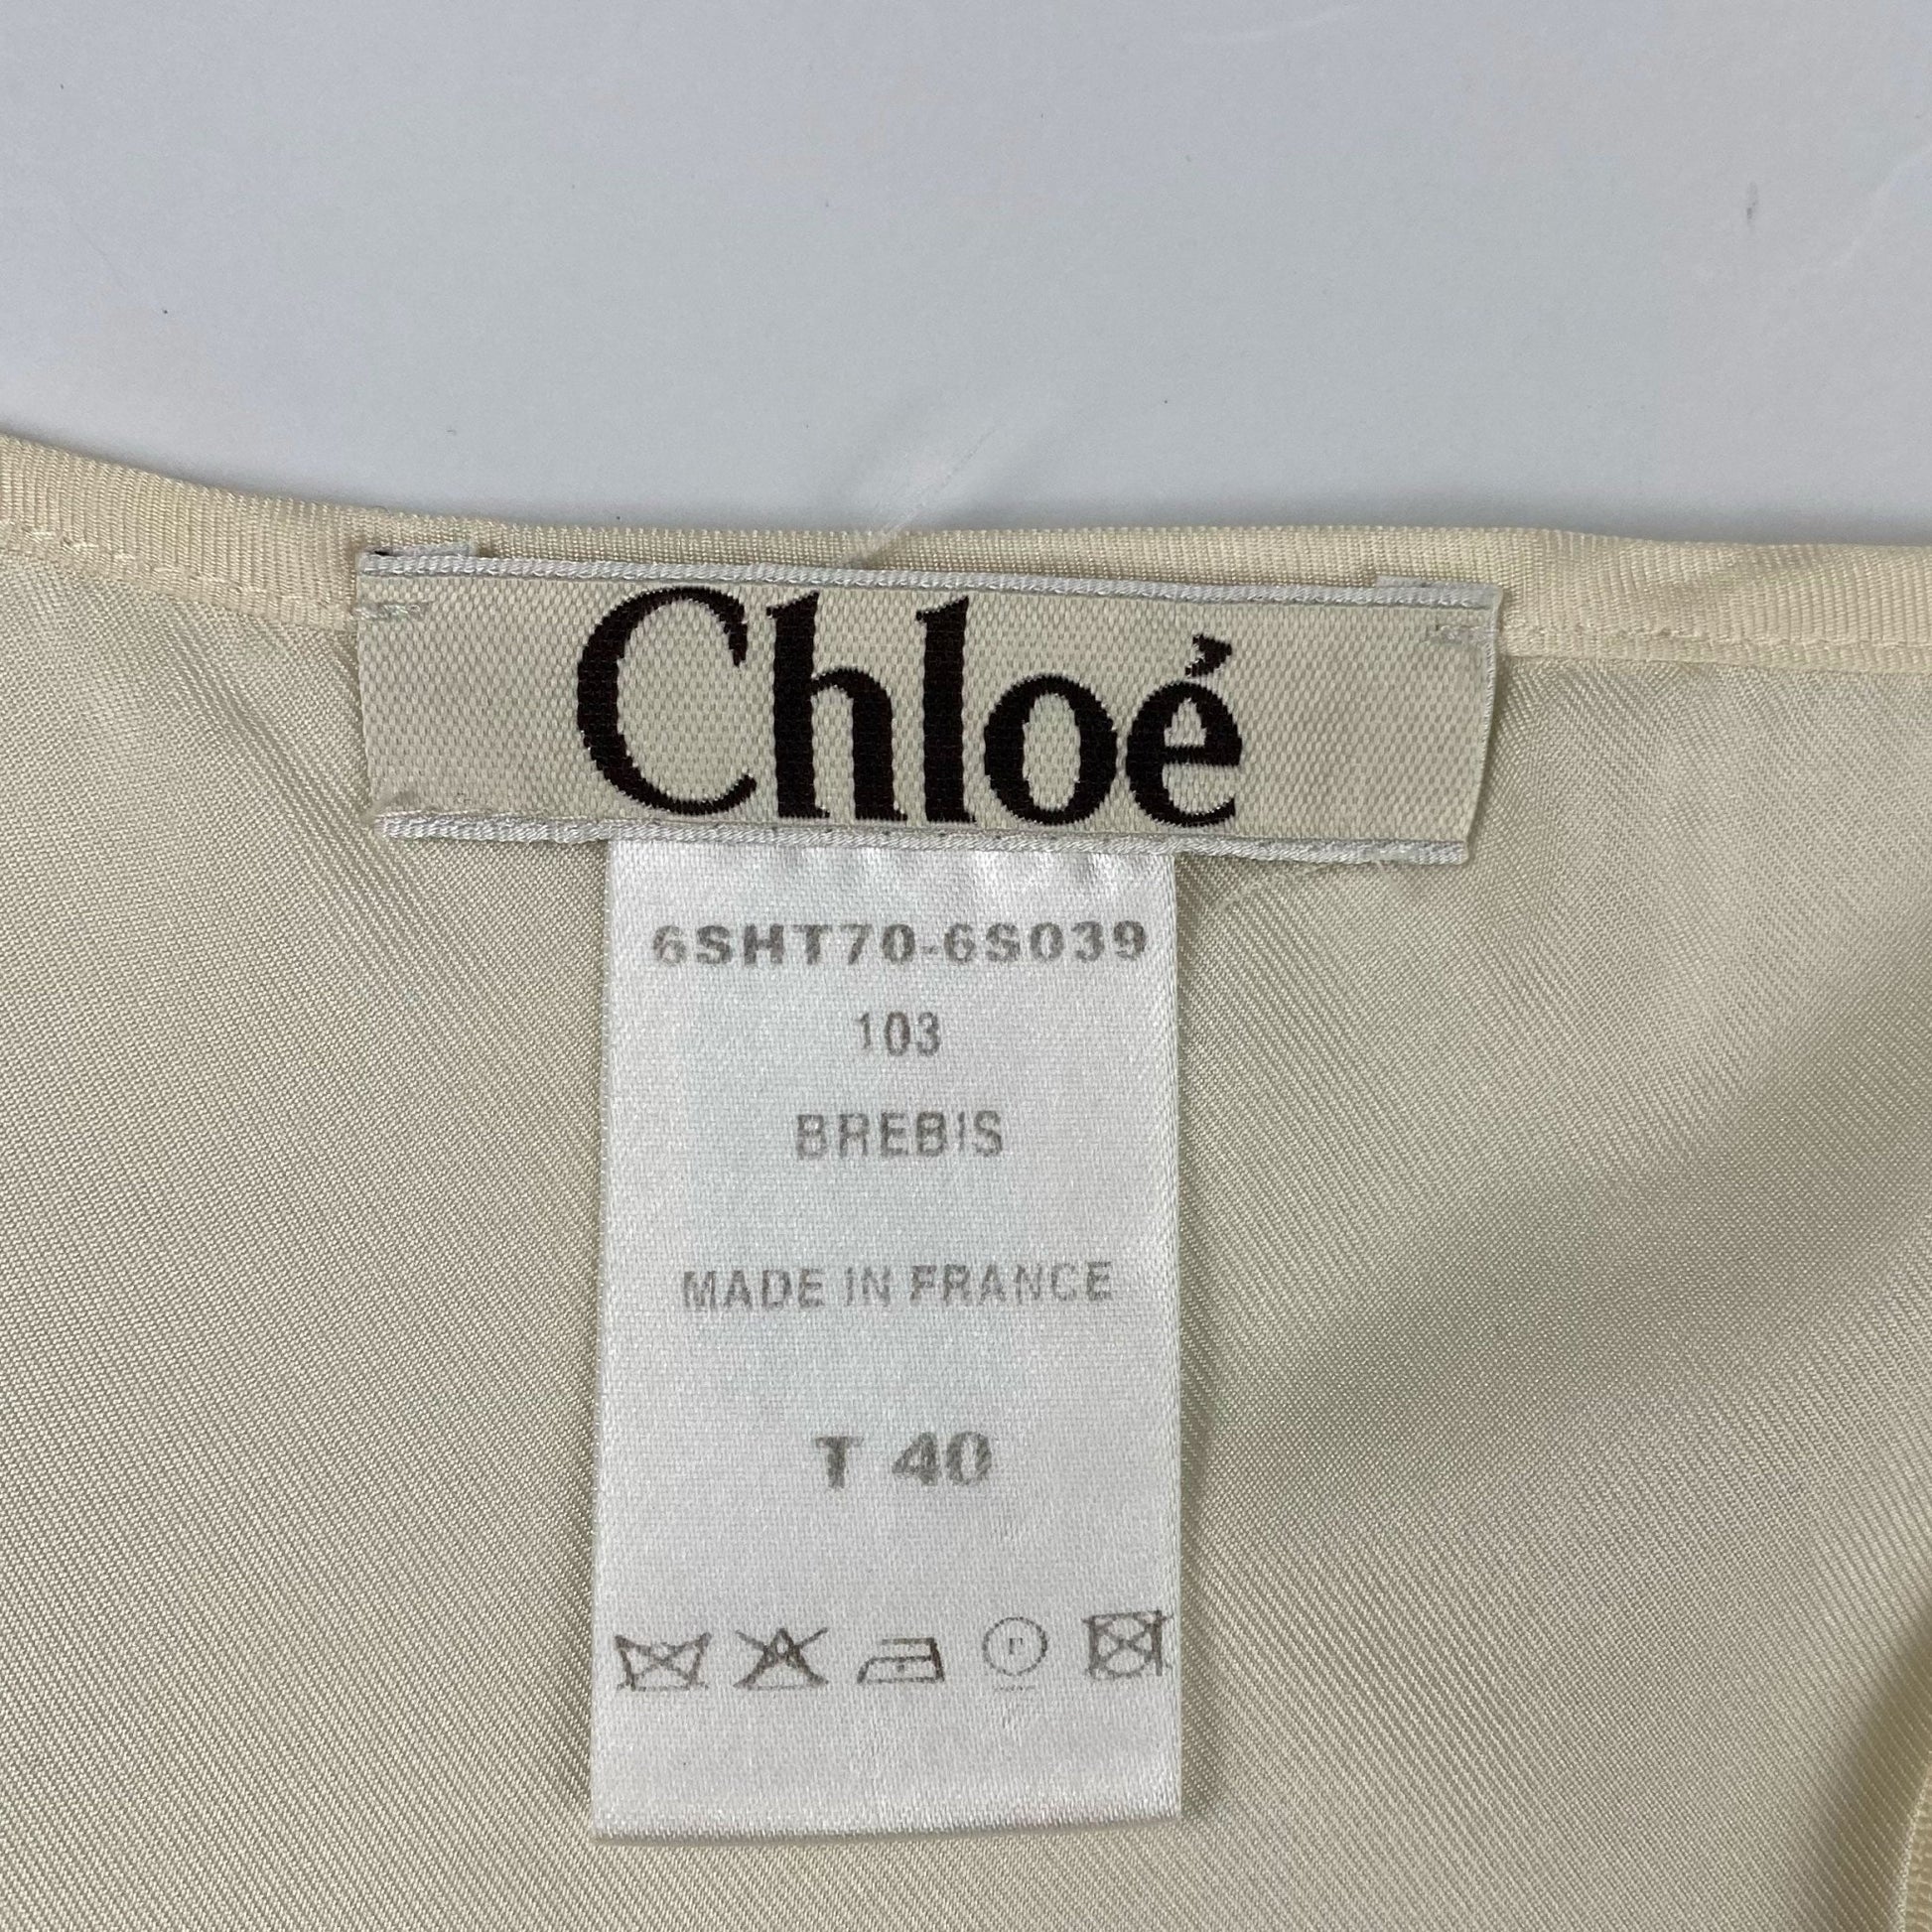 Chloé
6SHT70-6S039
103
BREBIS
MADE IN FRANCE
T 40
P